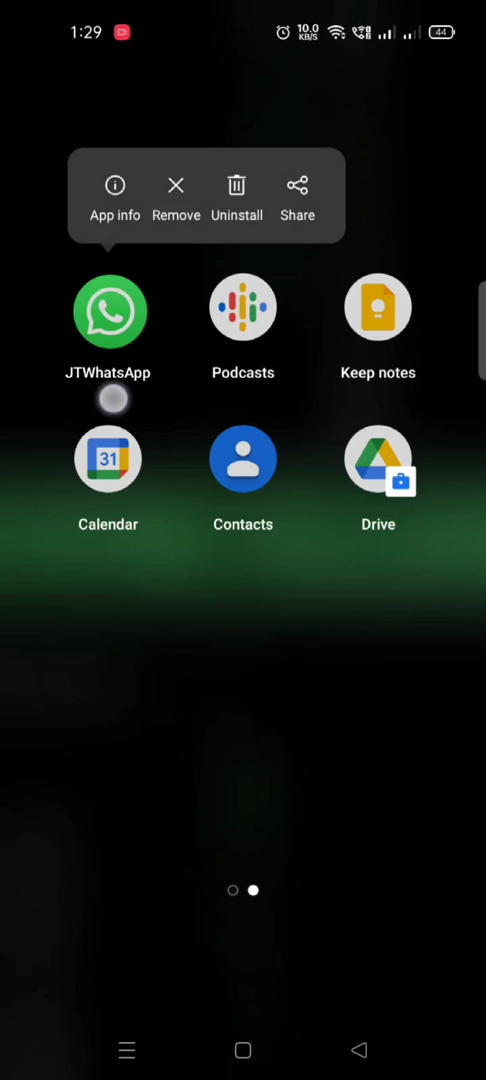 1:29
10.0
KB/S
44
App info Remove Uninstall Share
JTWhatsApp Podcasts Keep notes
31
Calendar Contacts Drive